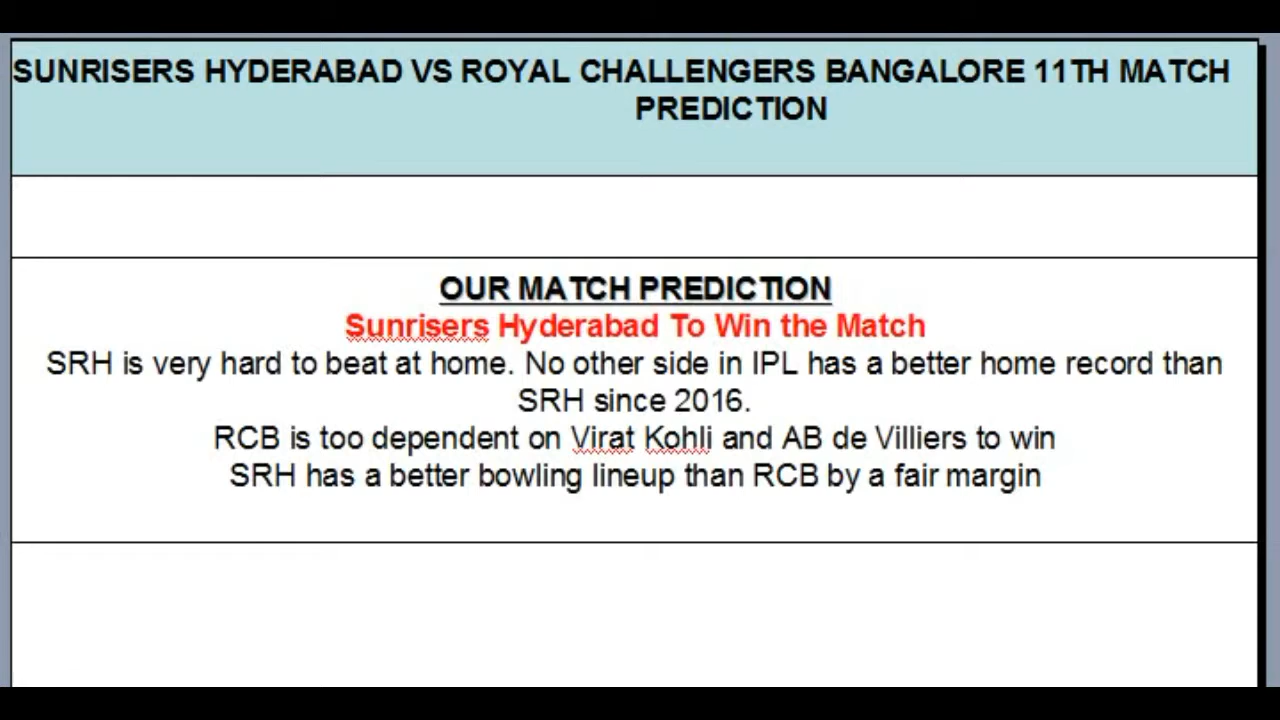 SUNRISERS HYDERABAD VS ROYAL CHALLENGERS BANGALORE 11TH MATCH
PREDICTION
OUR MATCH PREDICTION
Sunrisers Hyderabad To Win the Match
SRH is very hard to beat at home. No other side in IPL has a better home record than
SRH since 2016.
RCB is too dependent on Virat Kohli and AB de Villiers to win
SRH has a better bowling lineup than RCB by a fair margin